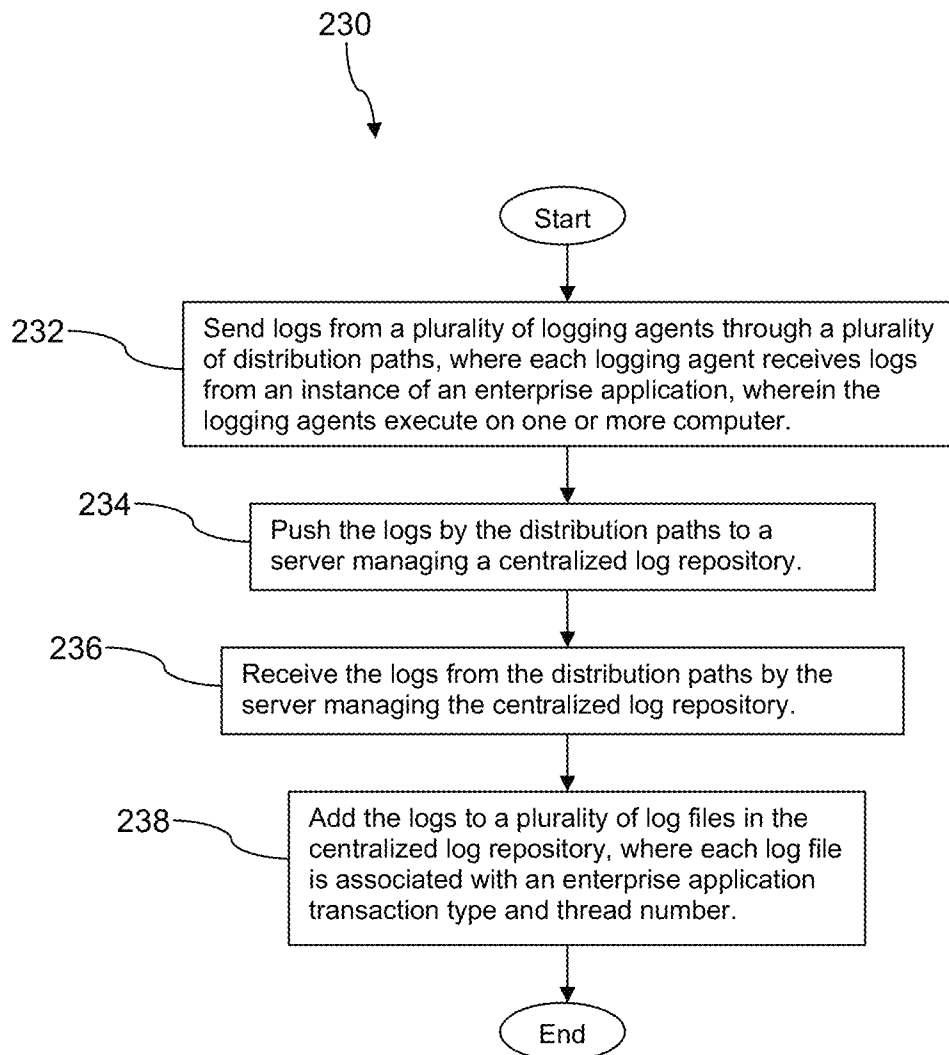 230
Start
232
Send logs from a plurality of logging agents through a plurality
of distribution paths, where each logging agent receives logs
from an instance of an enterprise application, wherein the
logging agents execute on one or more computer.
234
Push the logs by the distribution paths to a
server managing a centralized log repository.
236
Receive the logs from the distribution paths by the
server managing the centralized log repository.
238
Add the logs to a plurality of log files in the
centralized log repository, where each log file
is associated with an enterprise application
transaction type and thread number.
End